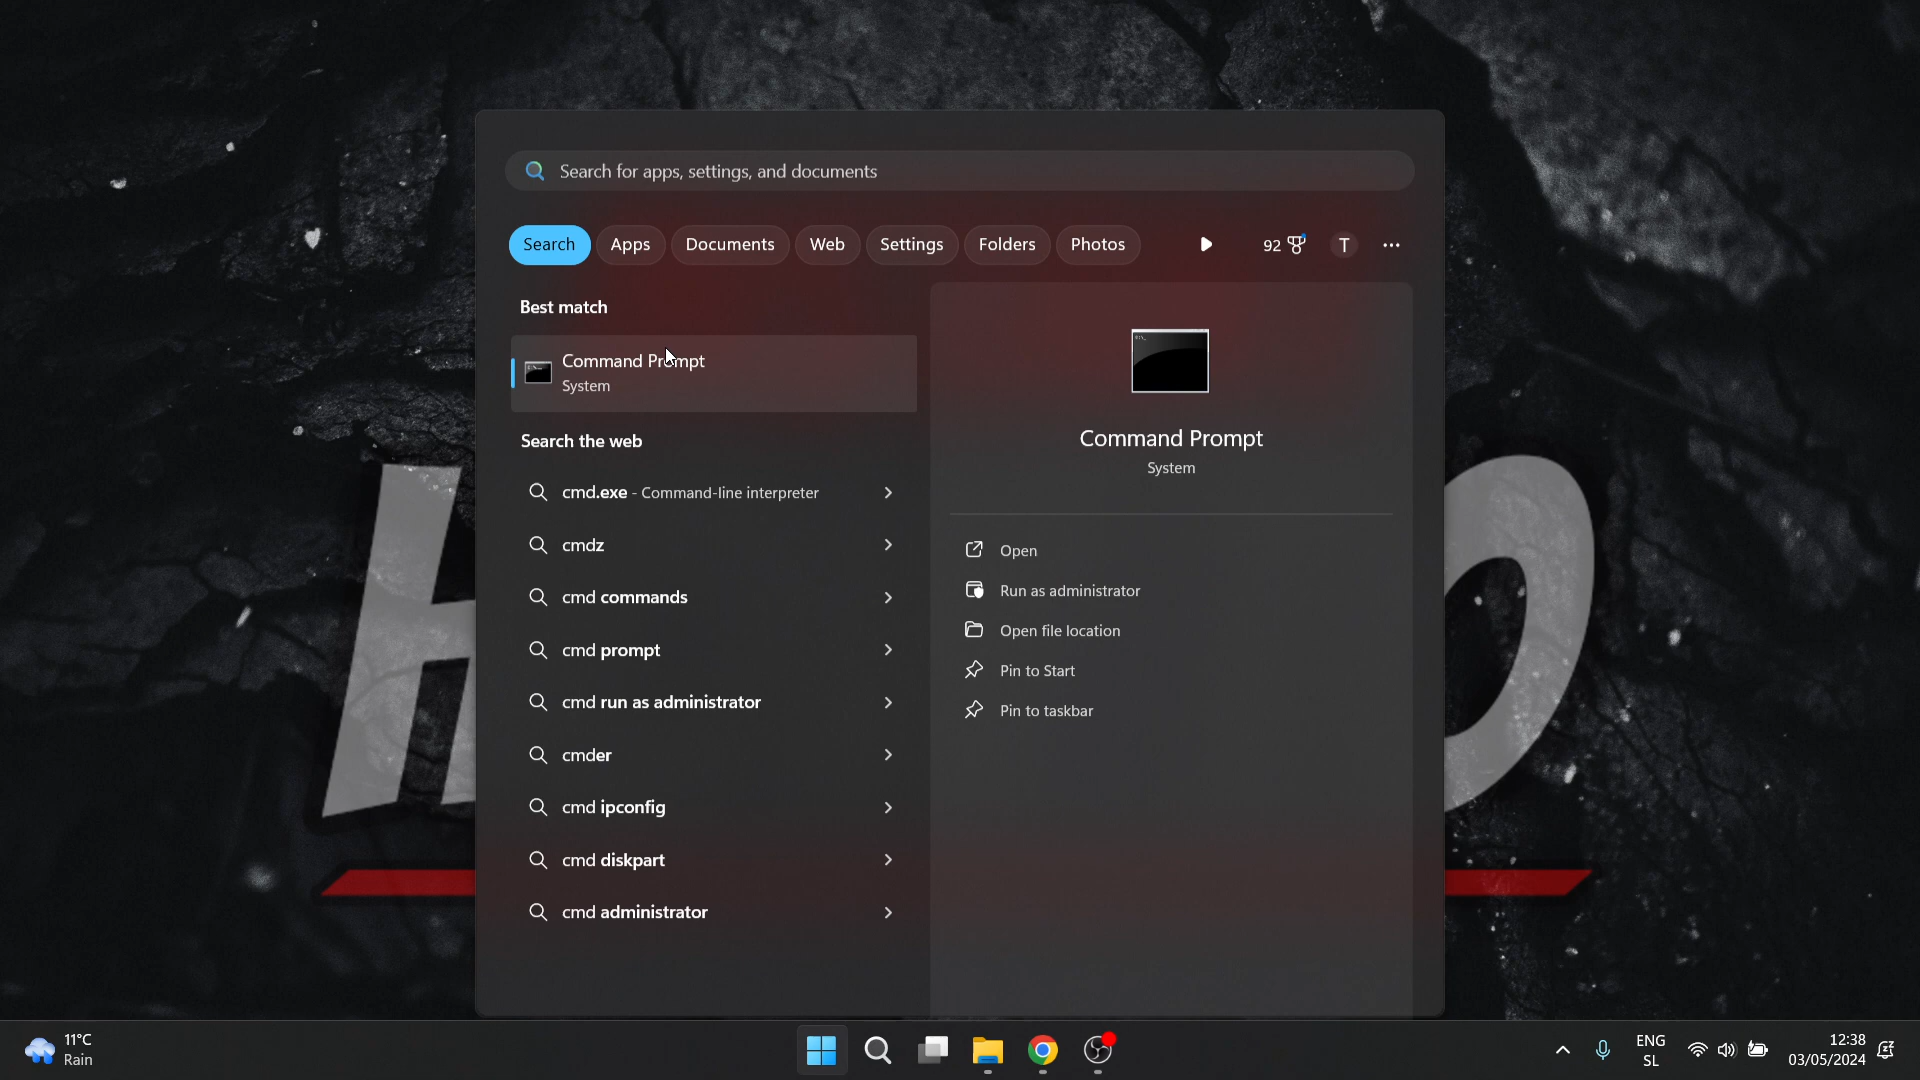 Search for apps, settings, and documents
Search Apps Documents Web Settings Folders Photos 92 T
Best match
Command Prompt
System
Search the web
cmd.exe - Command-line interpreter
cmdz
cmd commands
cmd prompt
cmd run as administrator
cmder
cmd ipconfig
cmd diskpart
cmd administrator
Command Prompt
System
Open
Run as administrator
Open file location
Pin to Start
Pin to taskbar
11°C
Rain
ENG
SL
12:38
03/05/2024